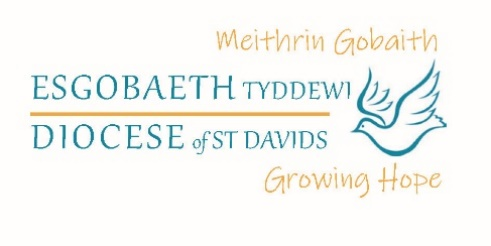 Meithrin Gobaith
ESGOBAETH TYDDEWI
DIOCESE of ST DAVIDS
Growing Hope